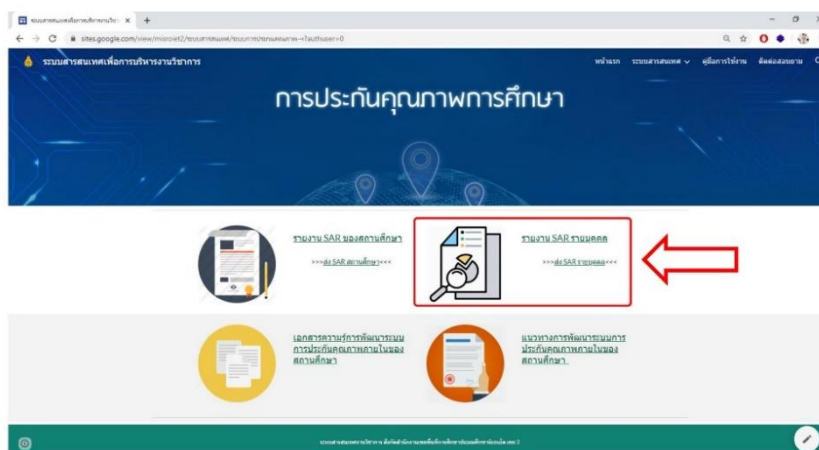 sites.google.com/view/
ระบบสารสนเทศเพื่อการบริหารงานวิชาการ
หน้าแรก ระบบสารสนเทศ คู่มือการใช้งาน ติดต่อสอบถาม
การประกันคุณภาพการศึกษา
รายงาน SAR ของสถานศึกษา
>>>ส่ง SAR สถานศึกษา<<<
รายงาน SAR รายบุคคล
>>>ส่ง SAR รายบุคคล<<<
เอกสารความรู้การพัฒนาระบบ
การประกันคุณภาพภายในของ
สถานศึกษา
แนวทางการพัฒนาระบบการ
ประกันคุณภาพภายในของ
สถานศึกษา